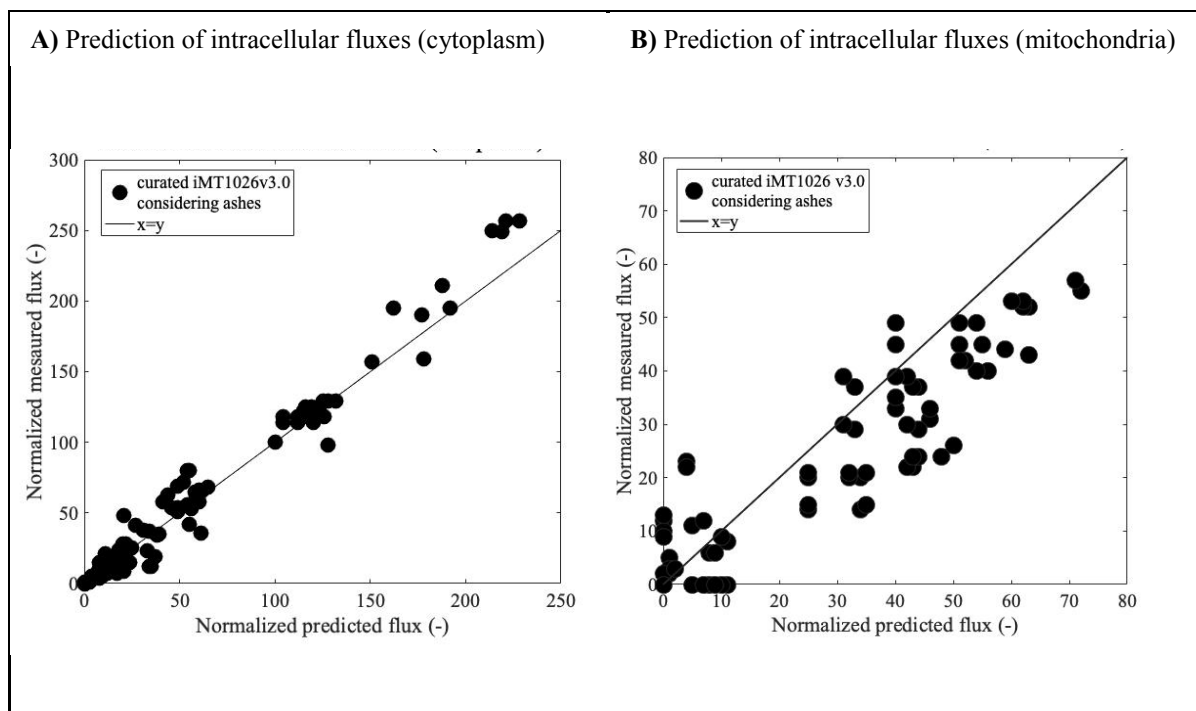 A) Prediction of intracellular fluxes (cytoplasm)
300
250
200
150
100
50
0
0
50
100
150
200
250
Normalized mesaured flux (-)
Normalized predicted flux (-)
curated iMT1026v3.0
considering ashes
x=y
B) Prediction of intracellular fluxes (mitochondria)
80
70
60
50
40
30
20
10
0
0
10
20
30
40
50
60
70
80
Normalized mesaured flux (-)
Normalized predicted flux (-)
curated iMT1026 v3.0
considering ashes
x=y